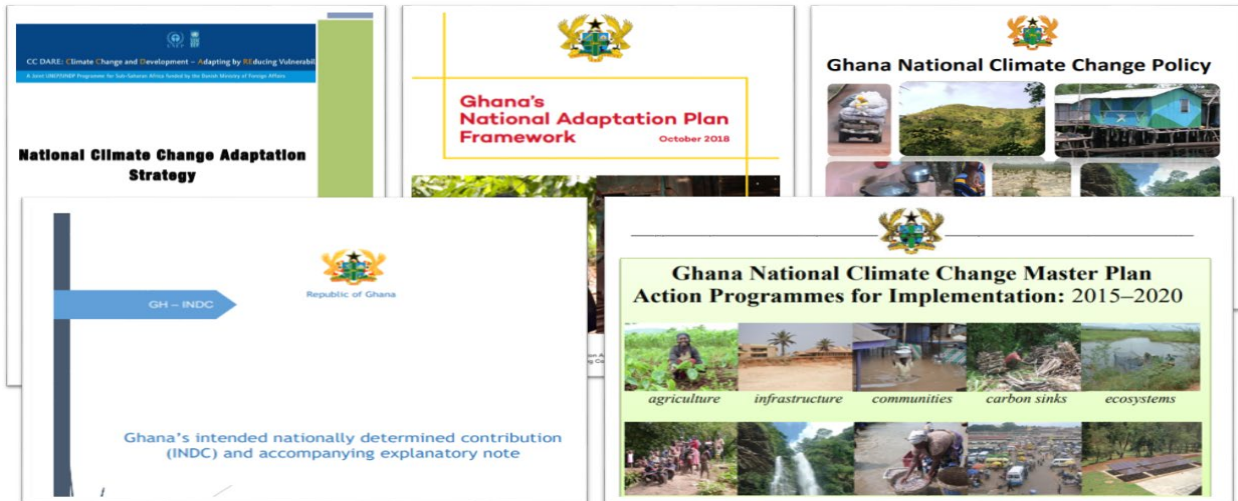 UNEP
CC DARE: Climate Change and Development – Adapting by REducing Vulnerabil
A Joint UNEP/UNDP Programme for Sub-Saharan Africa funded by the Danish Ministry of Foreign Affairs
National Climate Change Adaptation
Strategy
Ghana's
National Adaptation Plan
Framework
October 2018
Ghana National Climate Change Policy
GH – INDC
Republic of Ghana
Ghana's intended nationally determined contribution
(INDC) and accompanying explanatory note
Ghana National Climate Change Master Plan
Action Programmes for Implementation: 2015–2020
agriculture infrastructure communities carbon sinks ecosystems